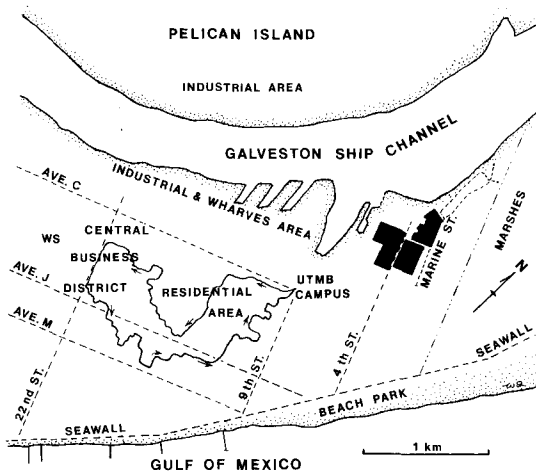 PELICAN ISLAND
INDUSTRIAL AREA
GALVESTON SHIP CHANNEL
INDUSTRIAL & WHARVES AREA
AVE. C
CENTRAL
WS
BUSINESS
DISTRICT
AVE. J
RESIDENTIAL
AREA
UTMB
CAMPUS
AVE. M
22nd ST.
9th ST.
4th ST.
MARINE ST.
MARSHES
N
SEAWALL
BEACH PARK
SEAWALL
1 km
GULF OF MEXICO